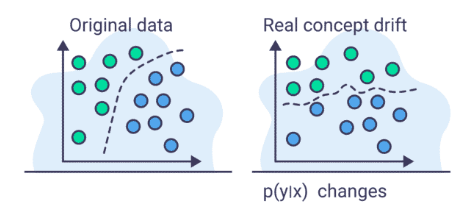 Original data
Real concept drift
p(y|x) changes